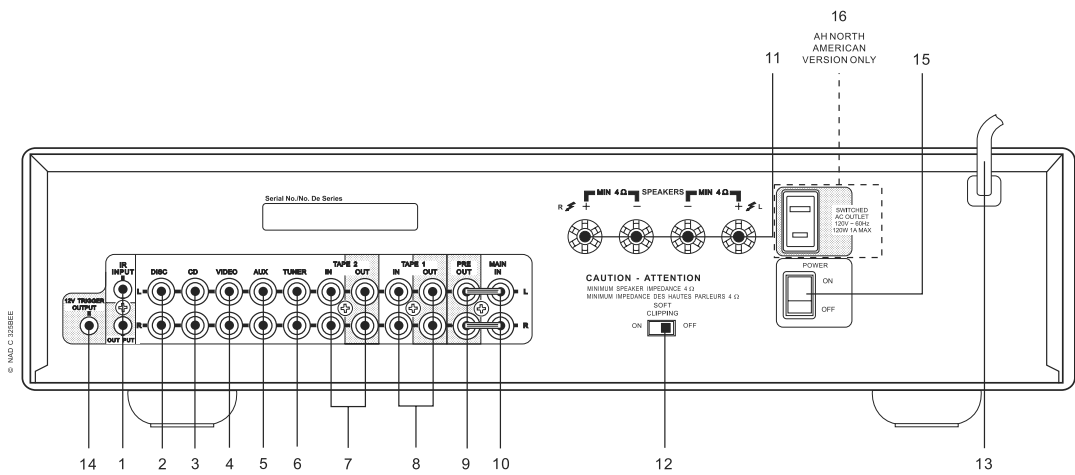 16
AH NORTH
AMERICAN
VERSION ONLY
11
15
Serial No./No. De Series
MIN 4 Ω SPEAKERS MIN 4 Ω
R + − − + L
SWITCHED
AC OUTLET
120V ~ 60Hz
120W 1A MAX
POWER
ON
OFF
CAUTION - ATTENTION
MINIMUM SPEAKER IMPEDANCE 4 Ω
MINIMUM IMPEDANCE DES HAUTES PARLEURS 4 Ω
SOFT
CLIPPING
ON OFF
IR
INPUT
12V TRIGGER
OUTPUT
OUT PUT
DISC CD VIDEO AUX TUNER
TAPE 2
IN OUT
TAPE 1
IN OUT
PRE
OUT
MAIN
IN
L L
R R
© NAD C 325BEE
14 1 2 3 4 5 6 7 8 9 10 12 13